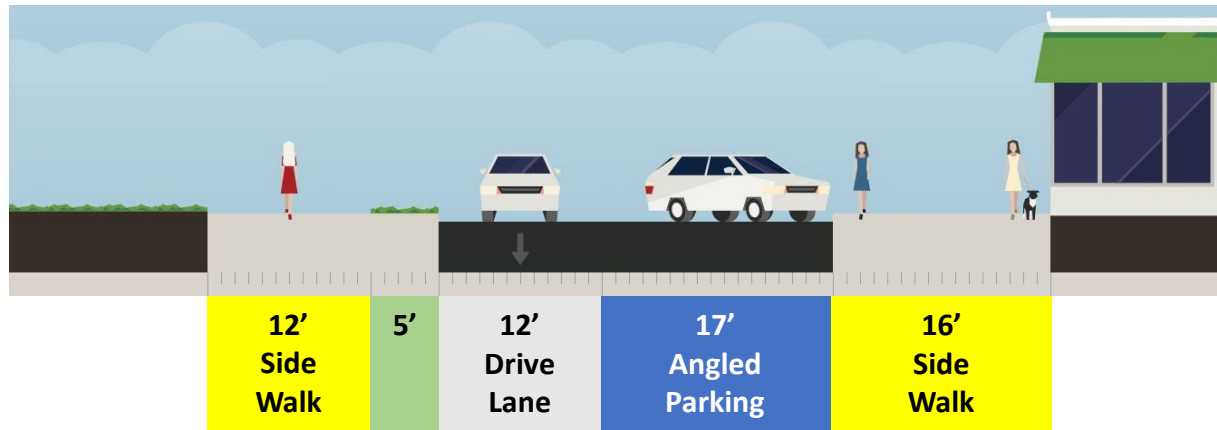 12’
Side
Walk
5’
12’
Drive
Lane
17’
Angled
Parking
16’
Side
Walk